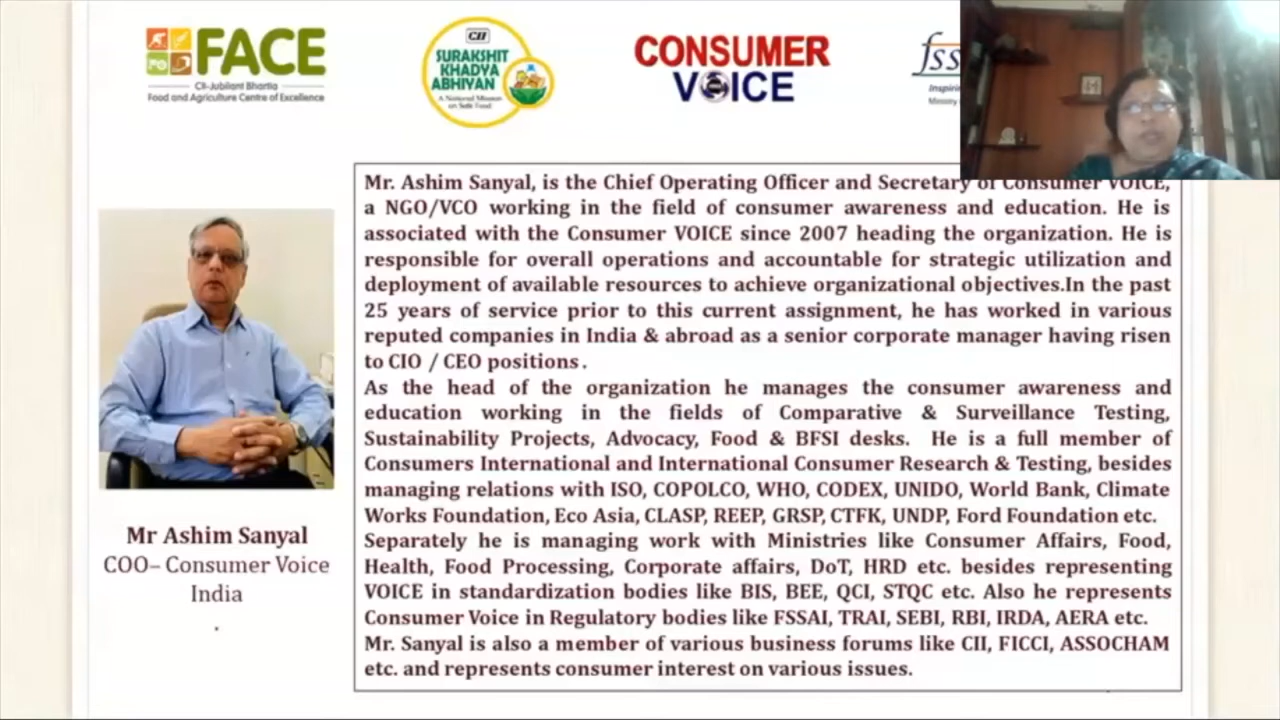 FACE
CII-Jubilant Bhartia
Food and Agriculture Centre of Excellence
CII
SURAKSHIT
KHADYA
ABHIYAN
A National Mission
on Safe Food
CONSUMER
VOICE
fss
Inspirin
Ministry
Mr. Ashim Sanyal, is the Chief Operating Officer and Secretary of Consumer VOICE,
a NGO/VCO working in the field of consumer awareness and education. He is
associated with the Consumer VOICE since 2007 heading the organization. He is
responsible for overall operations and accountable for strategic utilization and
deployment of available resources to achieve organizational objectives.In the past
25 years of service prior to this current assignment, he has worked in various
reputed companies in India & abroad as a senior corporate manager having risen
to CIO / CEO positions.
As the head of the organization he manages the consumer awareness and
education working in the fields of Comparative & Surveillance Testing,
Sustainability Projects, Advocacy, Food & BFSI desks. He is a full member of
Consumers International and International Consumer Research & Testing, besides
managing relations with ISO, COPOLCO, WHO, CODEX, UNIDO, World Bank, Climate
Works Foundation, Eco Asia, CLASP, REEP, GRSP, CTFK, UNDP, Ford Foundation etc.
Separately he is managing work with Ministries like Consumer Affairs, Food,
Health, Food Processing, Corporate affairs, DoT, HRD etc. besides representing
VOICE in standardization bodies like BIS, BEE, QCI, STQC etc. Also he represents
Consumer Voice in Regulatory bodies like FSSAI, TRAI, SEBI, RBI, IRDA, AERA etc.
Mr. Sanyal is also a member of various business forums like CII, FICCI, ASSOCHAM
etc. and represents consumer interest on various issues.
Mr Ashim Sanyal
COO– Consumer Voice
India
.